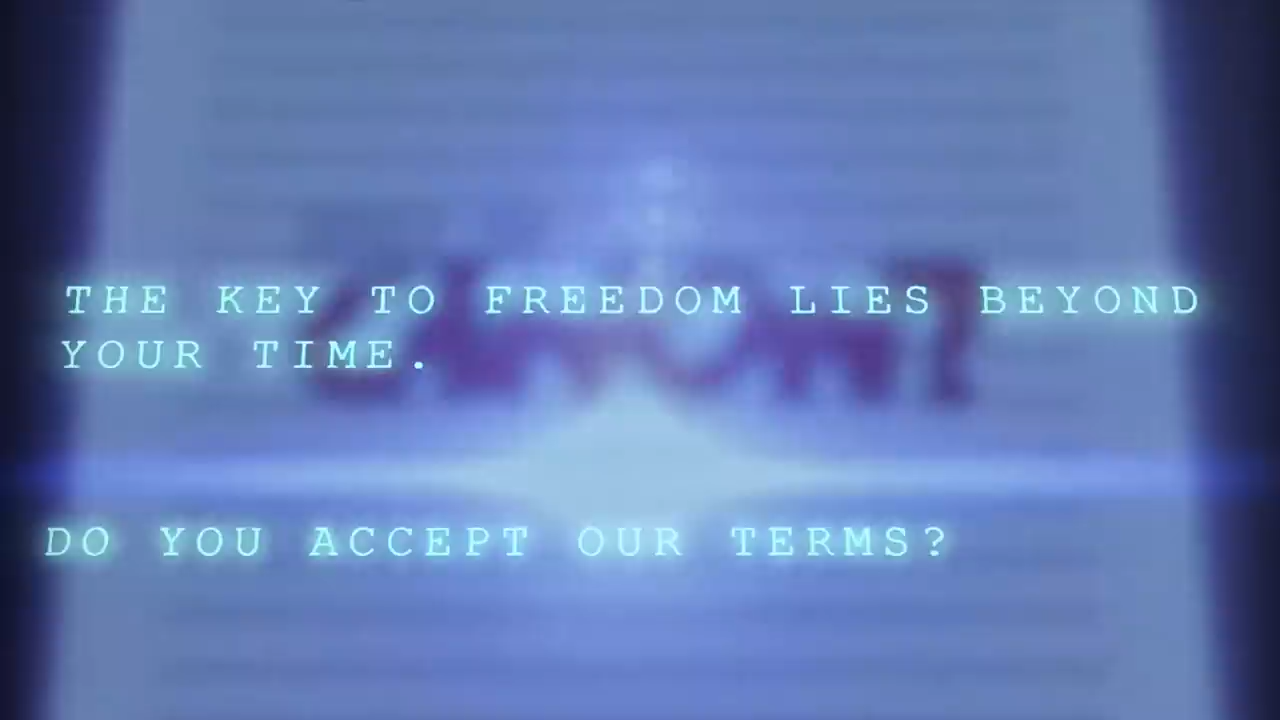 THE KEY TO FREEDOM LIES BEYOND
YOUR TIME.
DO YOU ACCEPT OUR TERMS?